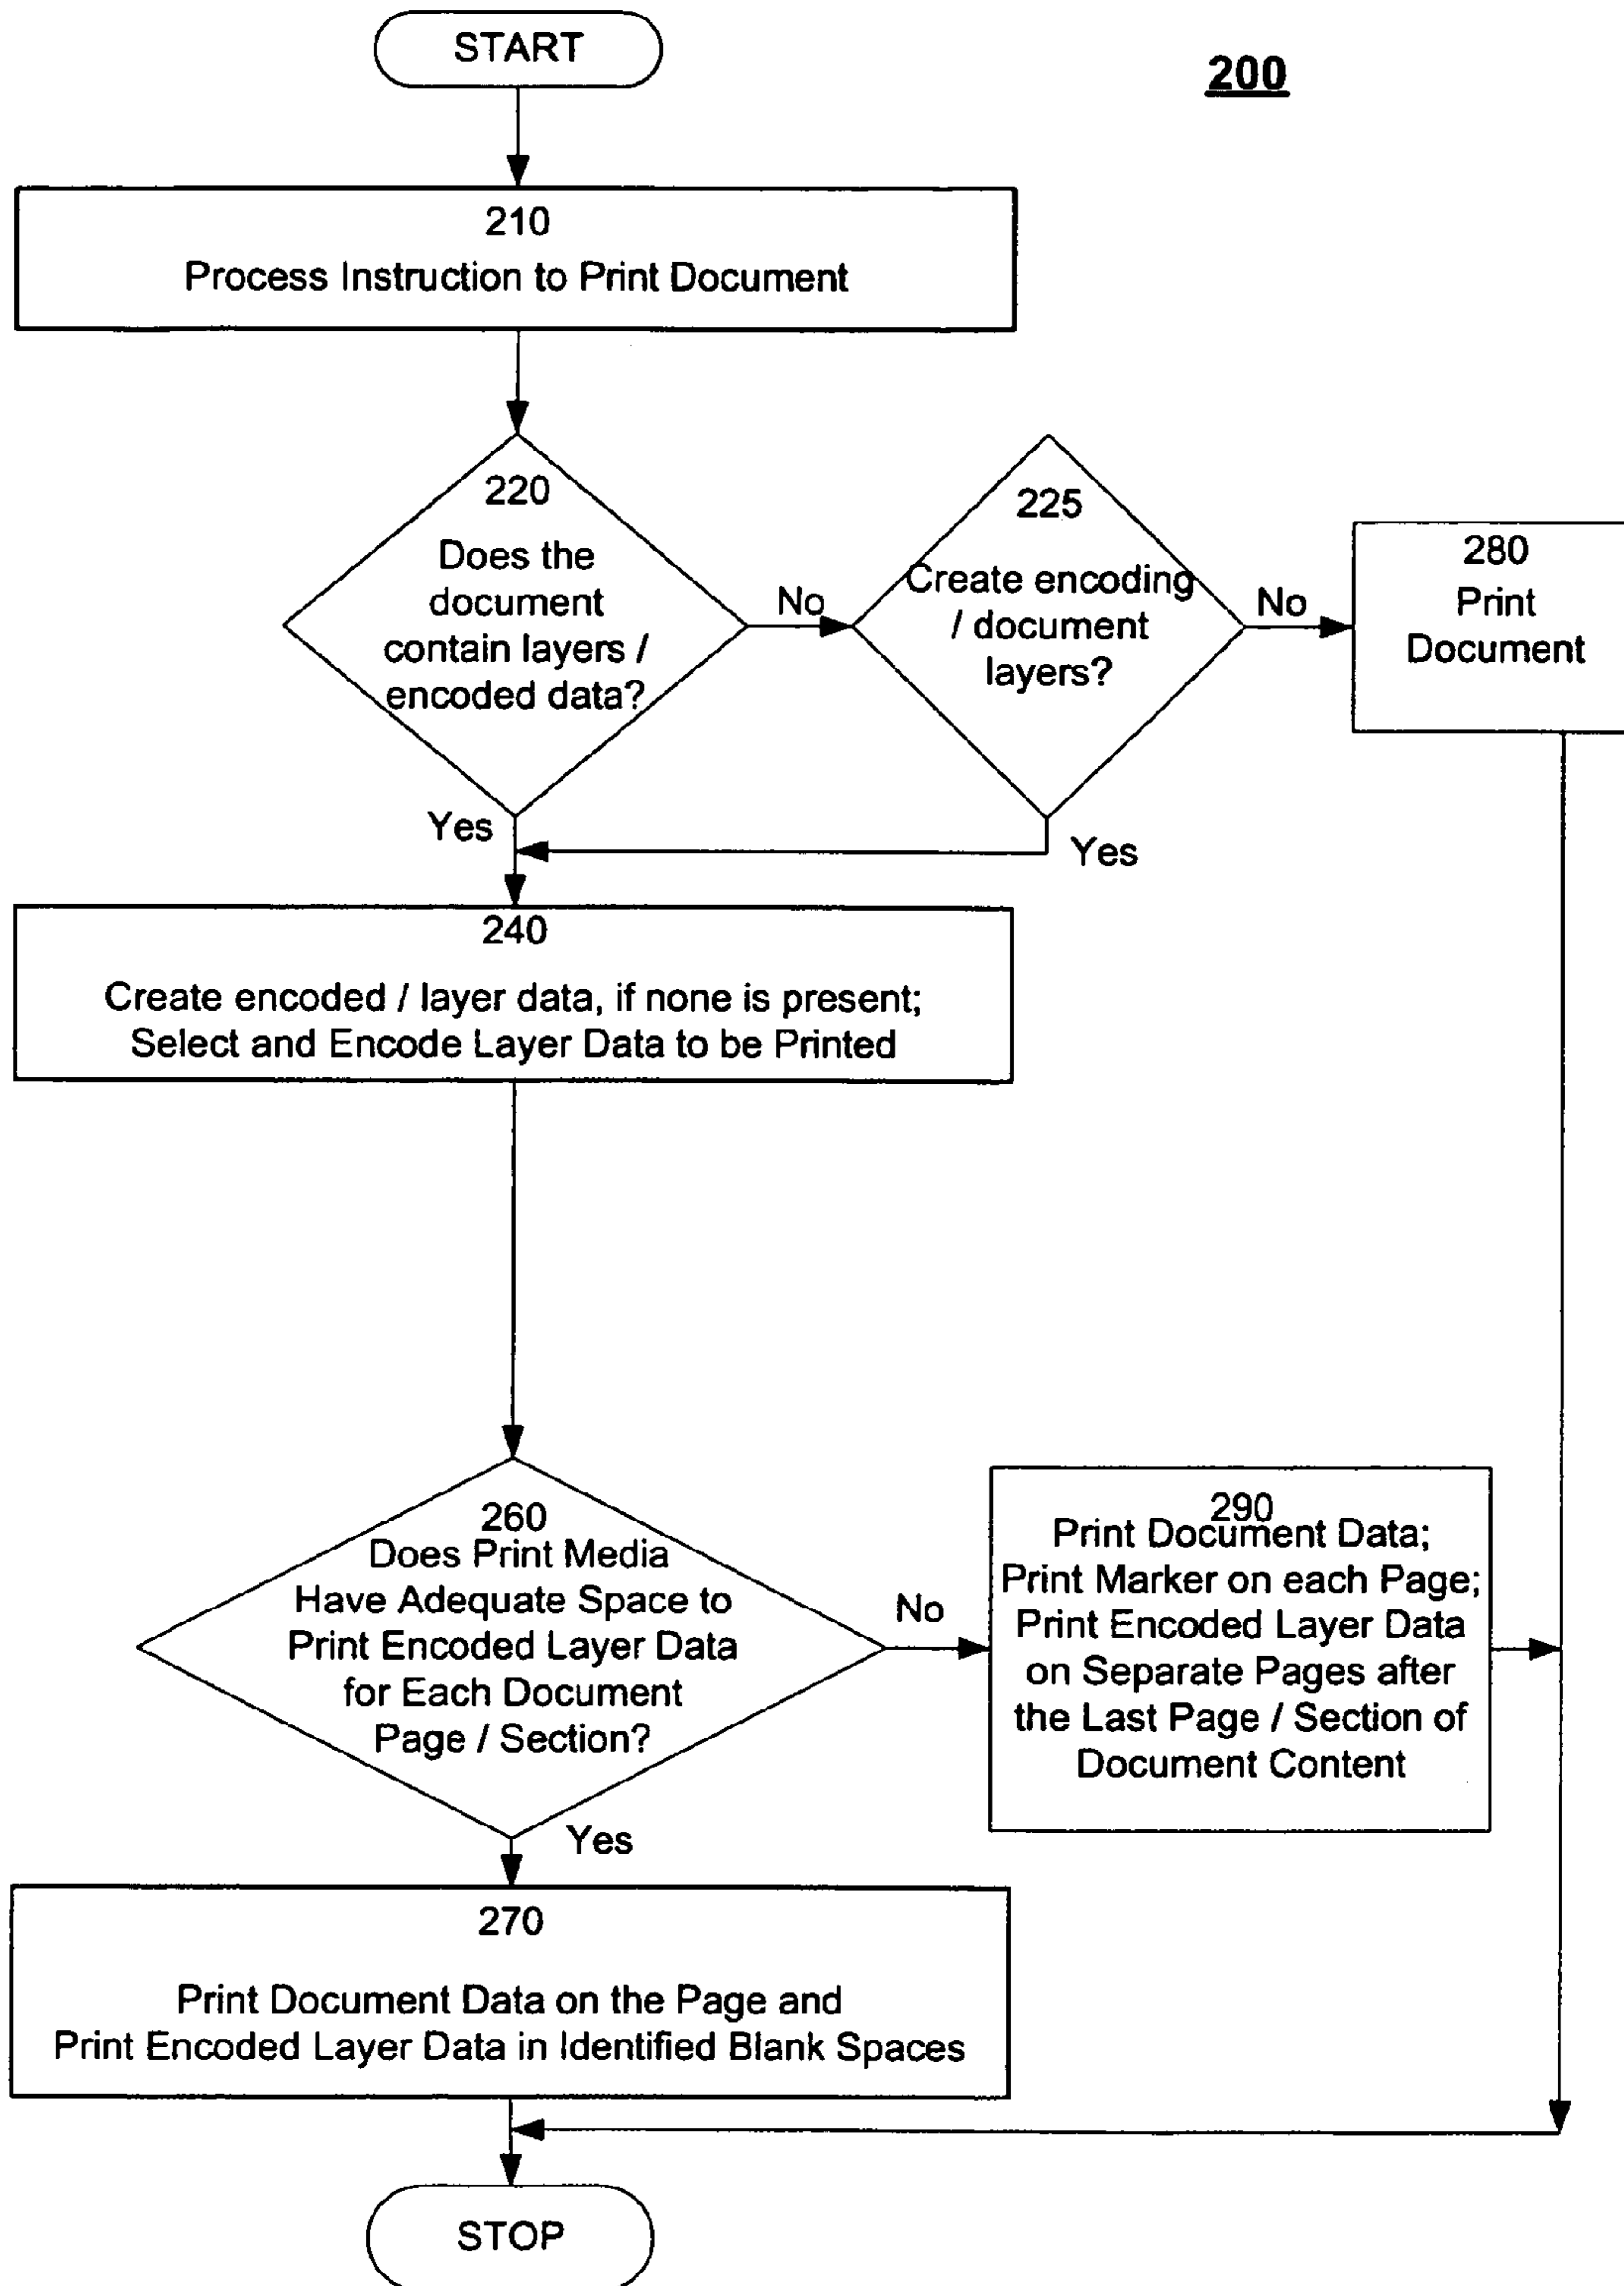 START
200
210
Process Instruction to Print Document
220
Does the
document
contain layers /
encoded data?
No
225
Create encoding
/ document
layers?
No
280
Print
Document
Yes
Yes
240
Create encoded / layer data, if none is present;
Select and Encode Layer Data to be Printed
260
Does Print Media
Have Adequate Space to
Print Encoded Layer Data
for Each Document
Page / Section?
No
290
Print Document Data;
Print Marker on each Page;
Print Encoded Layer Data
on Separate Pages after
the Last Page / Section of
Document Content
Yes
270
Print Document Data on the Page and
Print Encoded Layer Data in Identified Blank Spaces
STOP